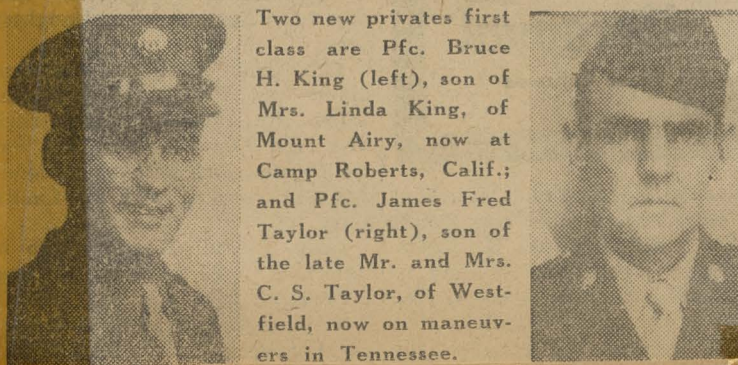 Two new privates first
class are Pfc. Bruce
H. King (left), son of
Mrs. Linda King, of
Mount Airy, now at
Camp Roberts, Calif.;
and Pfc. James Fred
Taylor (right), son of
the late Mr. and Mrs.
C. S. Taylor, of West-
field, now on maneuv-
ers in Tennessee.